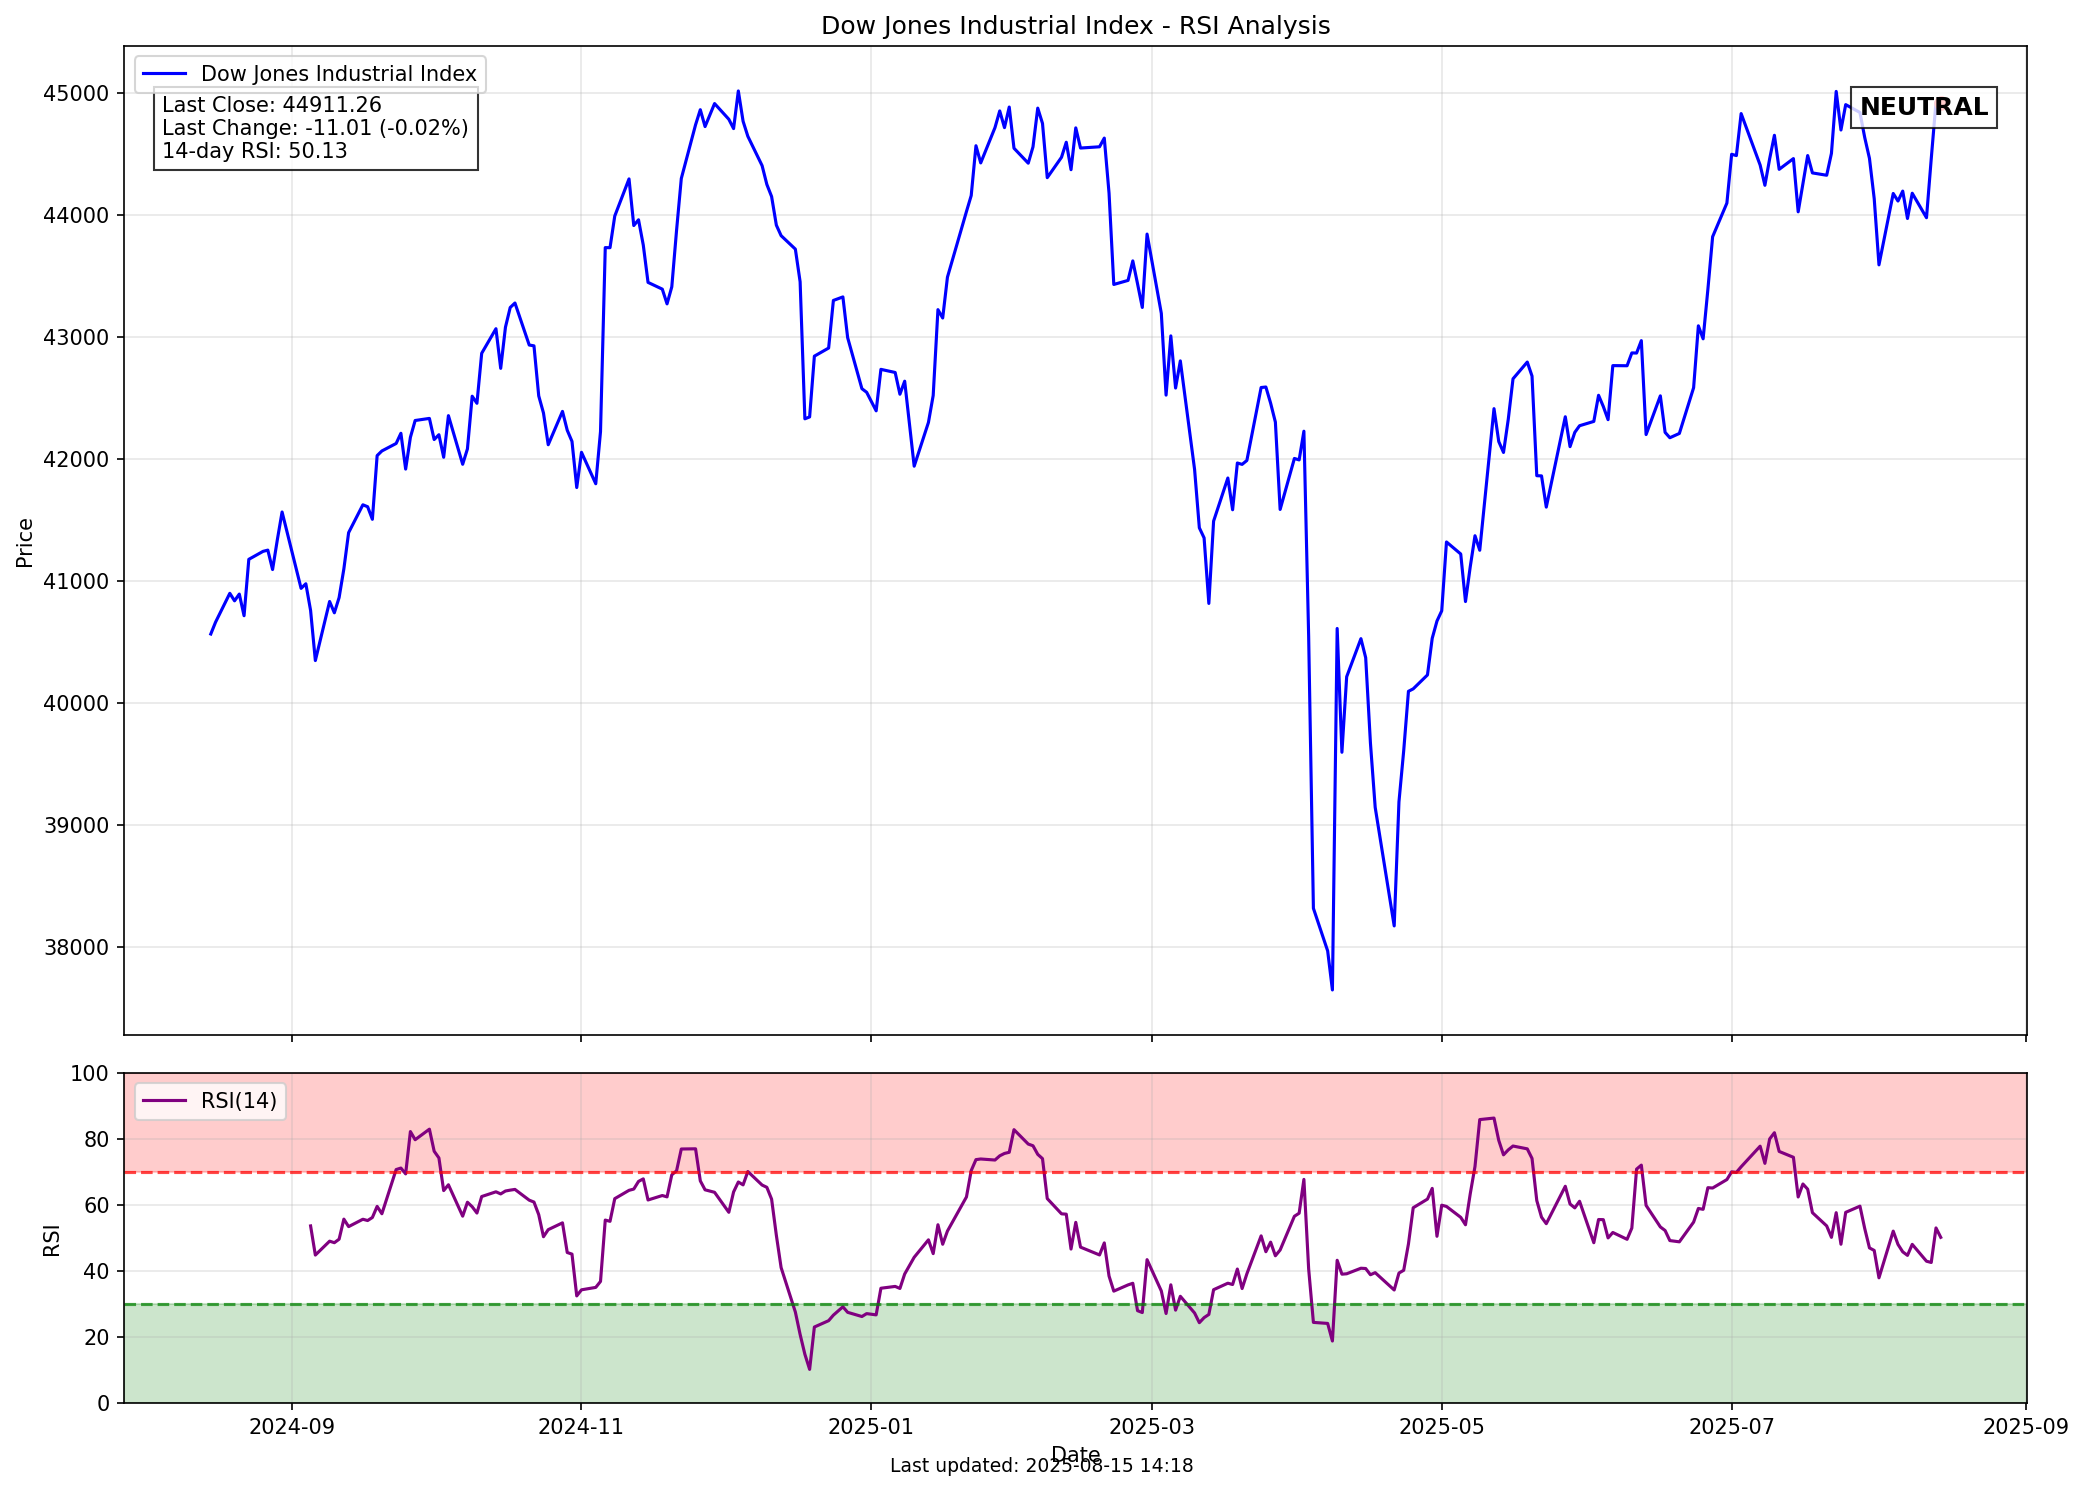 Dow Jones Industrial Index - RSI Analysis
Dow Jones Industrial Index
Last Close: 44911.26
Last Change: -11.01 (-0.02%)
14-day RSI: 50.13
NEUTRAL
45000
44000
43000
42000
41000
40000
39000
38000
Price
100
80
60
40
20
0
RSI
RSI(14)
2024-09
2024-11
2025-01
2025-03
2025-05
2025-07
2025-09
Date
Last updated: 2025-08-15 14:18